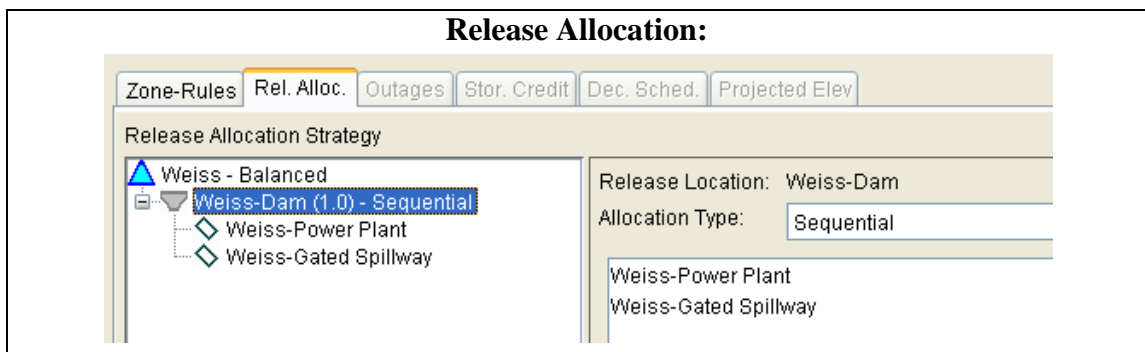 Release Allocation:
Zone-Rules Rel. Alloc. Outages Stor. Credit Dec. Sched. Projected Elev
Release Allocation Strategy
Weiss - Balanced
Weiss-Dam (1.0) - Sequential
Weiss-Power Plant
Weiss-Gated Spillway
Release Location: Weiss-Dam
Allocation Type: Sequential
Weiss-Power Plant
Weiss-Gated Spillway